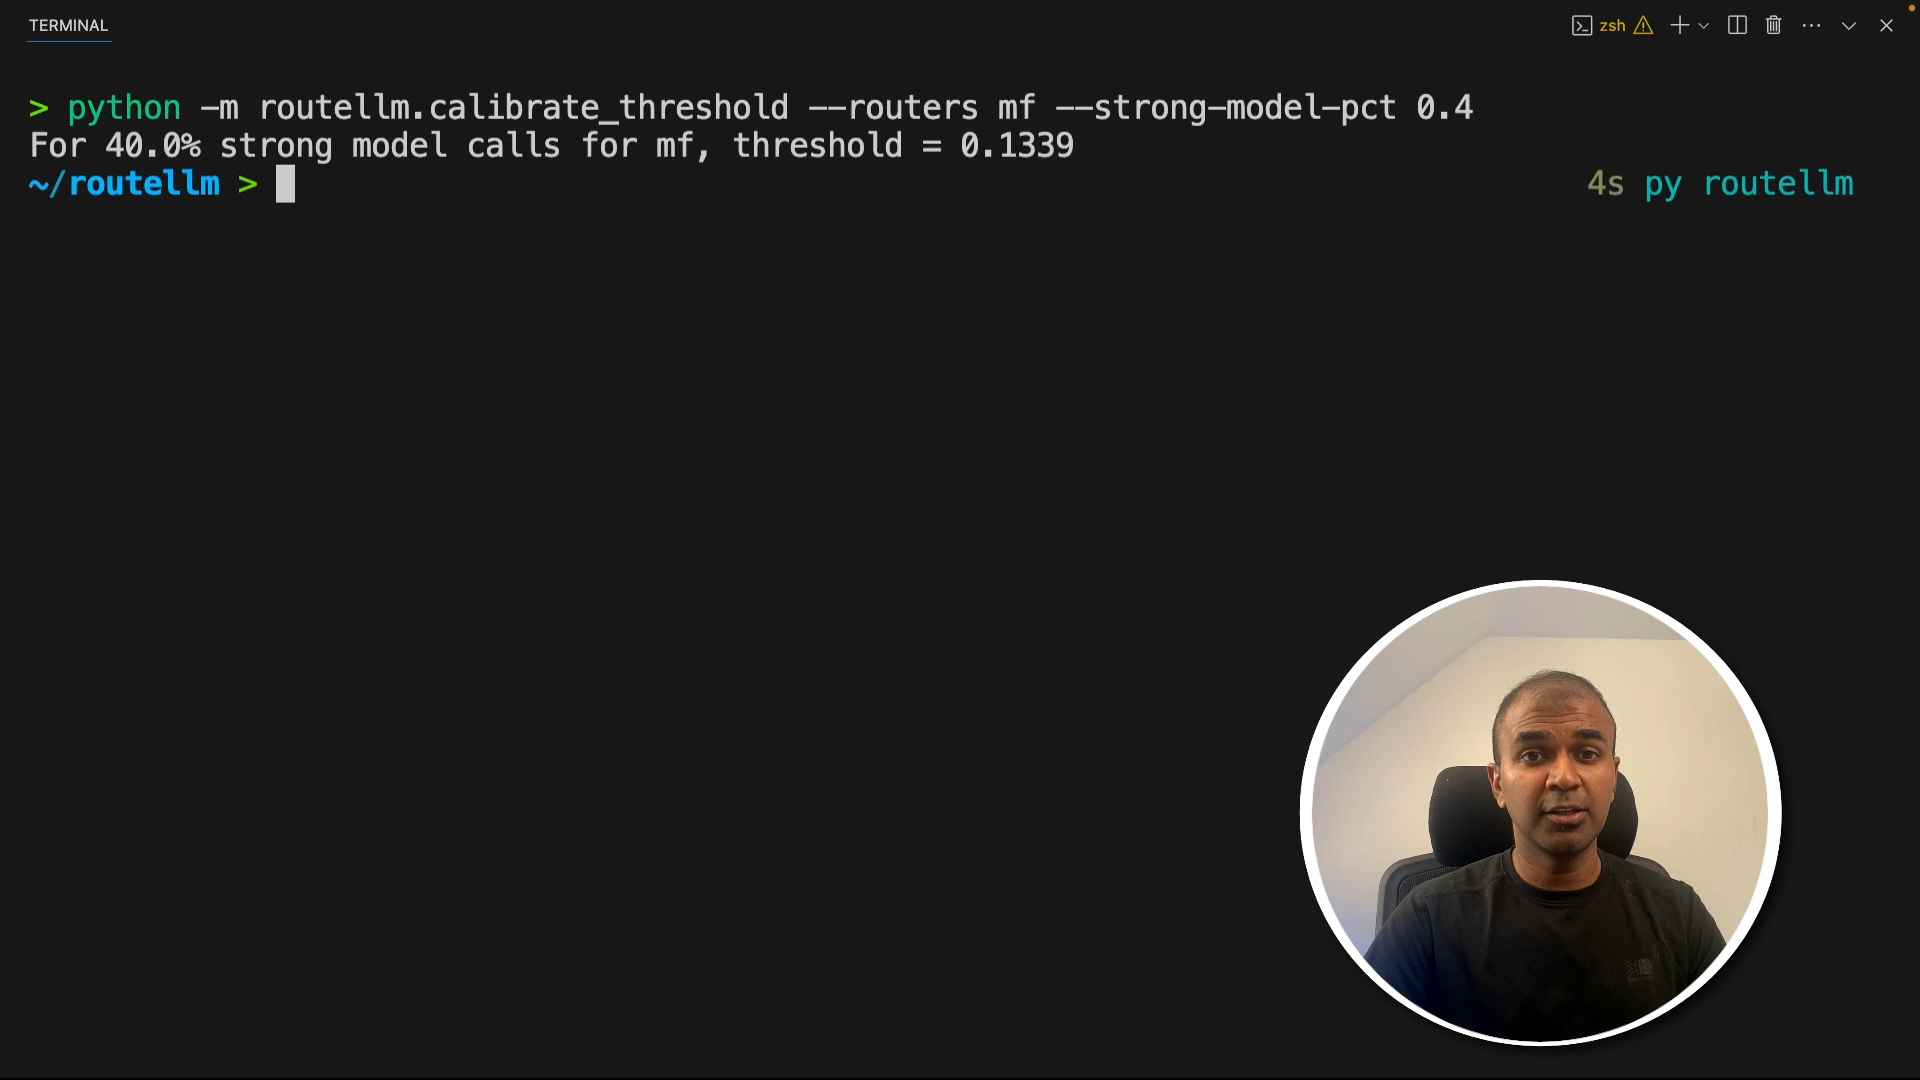 TERMINAL
zsh
> python -m routellm.calibrate_threshold --routers mf --strong-model-pct 0.4
For 40.0% strong model calls for mf, threshold = 0.1339
~/routellm > 4s py routellm